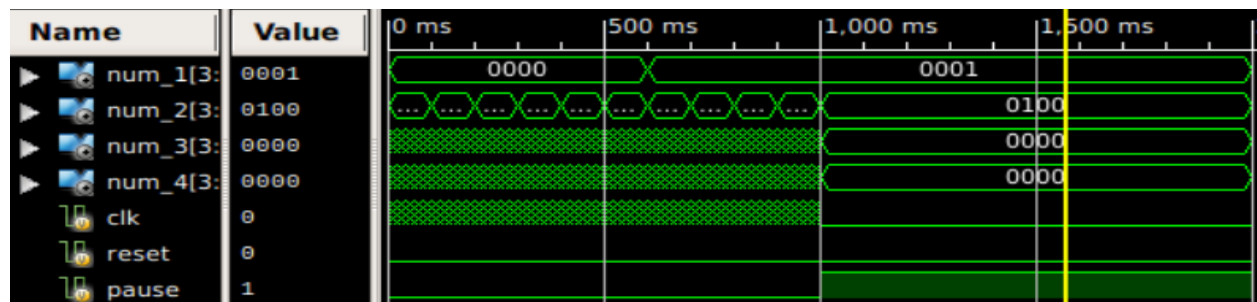 Name Value 0 ms 500 ms 1,000 ms 1,500 ms
num_1[3: 0001 0000 0001
num_2[3: 0100 ... ... ... ... ... ... ... ... ... ... 0100
num_3[3: 0000 0000
num_4[3: 0000 0000
clk 0
reset 0
pause 1